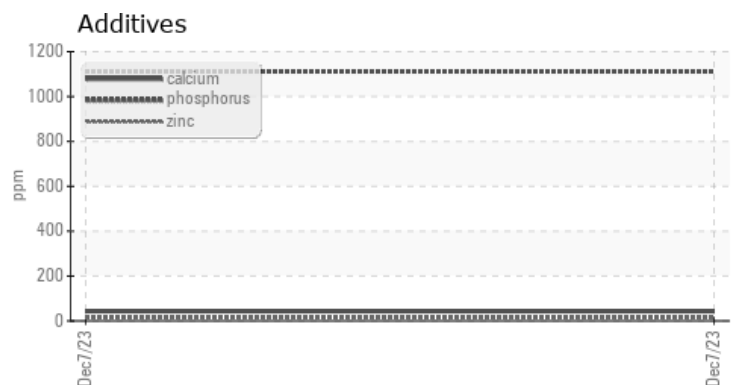 Additives
1200
1000
800
600
400
200
0
ppm
calcium
phosphorus
zinc
Dec7/23
Dec7/23